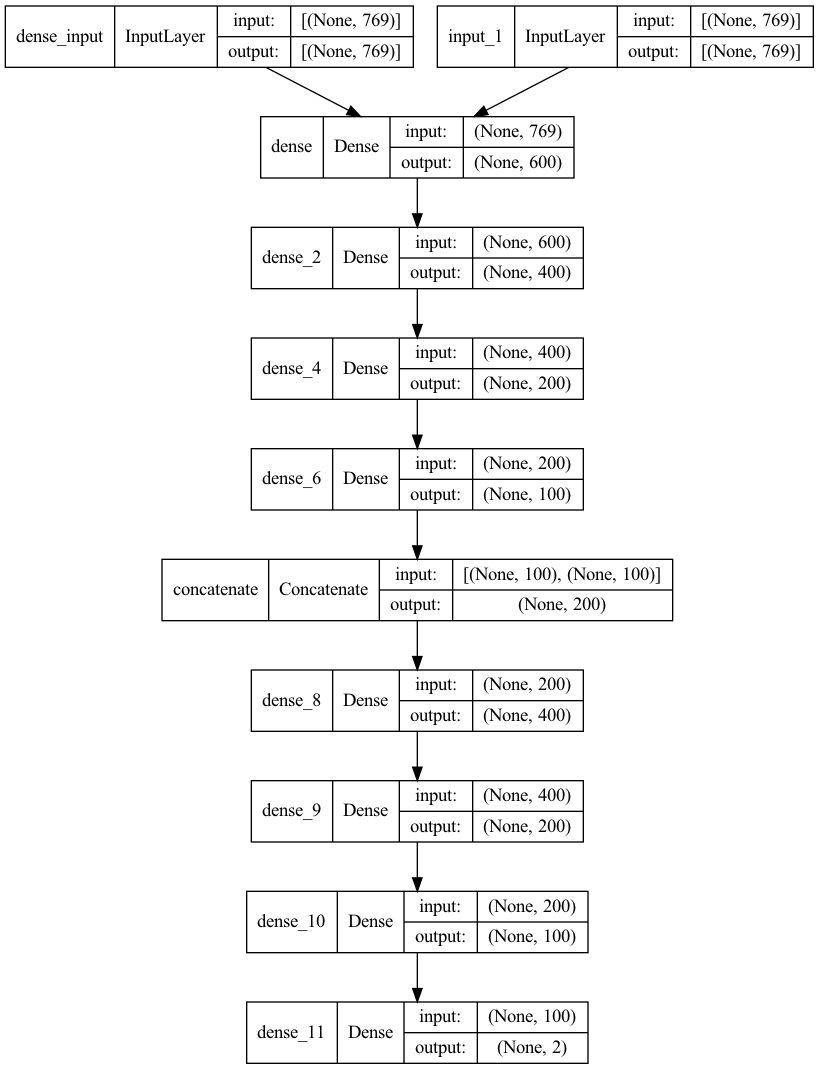 dense_input InputLayer input: [(None, 769)]
output: [(None, 769)]
input_1 InputLayer input: [(None, 769)]
output: [(None, 769)]
dense Dense input: (None, 769)
output: (None, 600)
dense_2 Dense input: (None, 600)
output: (None, 400)
dense_4 Dense input: (None, 400)
output: (None, 200)
dense_6 Dense input: (None, 200)
output: (None, 100)
concatenate Concatenate input: [(None, 100), (None, 100)]
output: (None, 200)
dense_8 Dense input: (None, 200)
output: (None, 400)
dense_9 Dense input: (None, 400)
output: (None, 200)
dense_10 Dense input: (None, 200)
output: (None, 100)
dense_11 Dense input: (None, 100)
output: (None, 2)